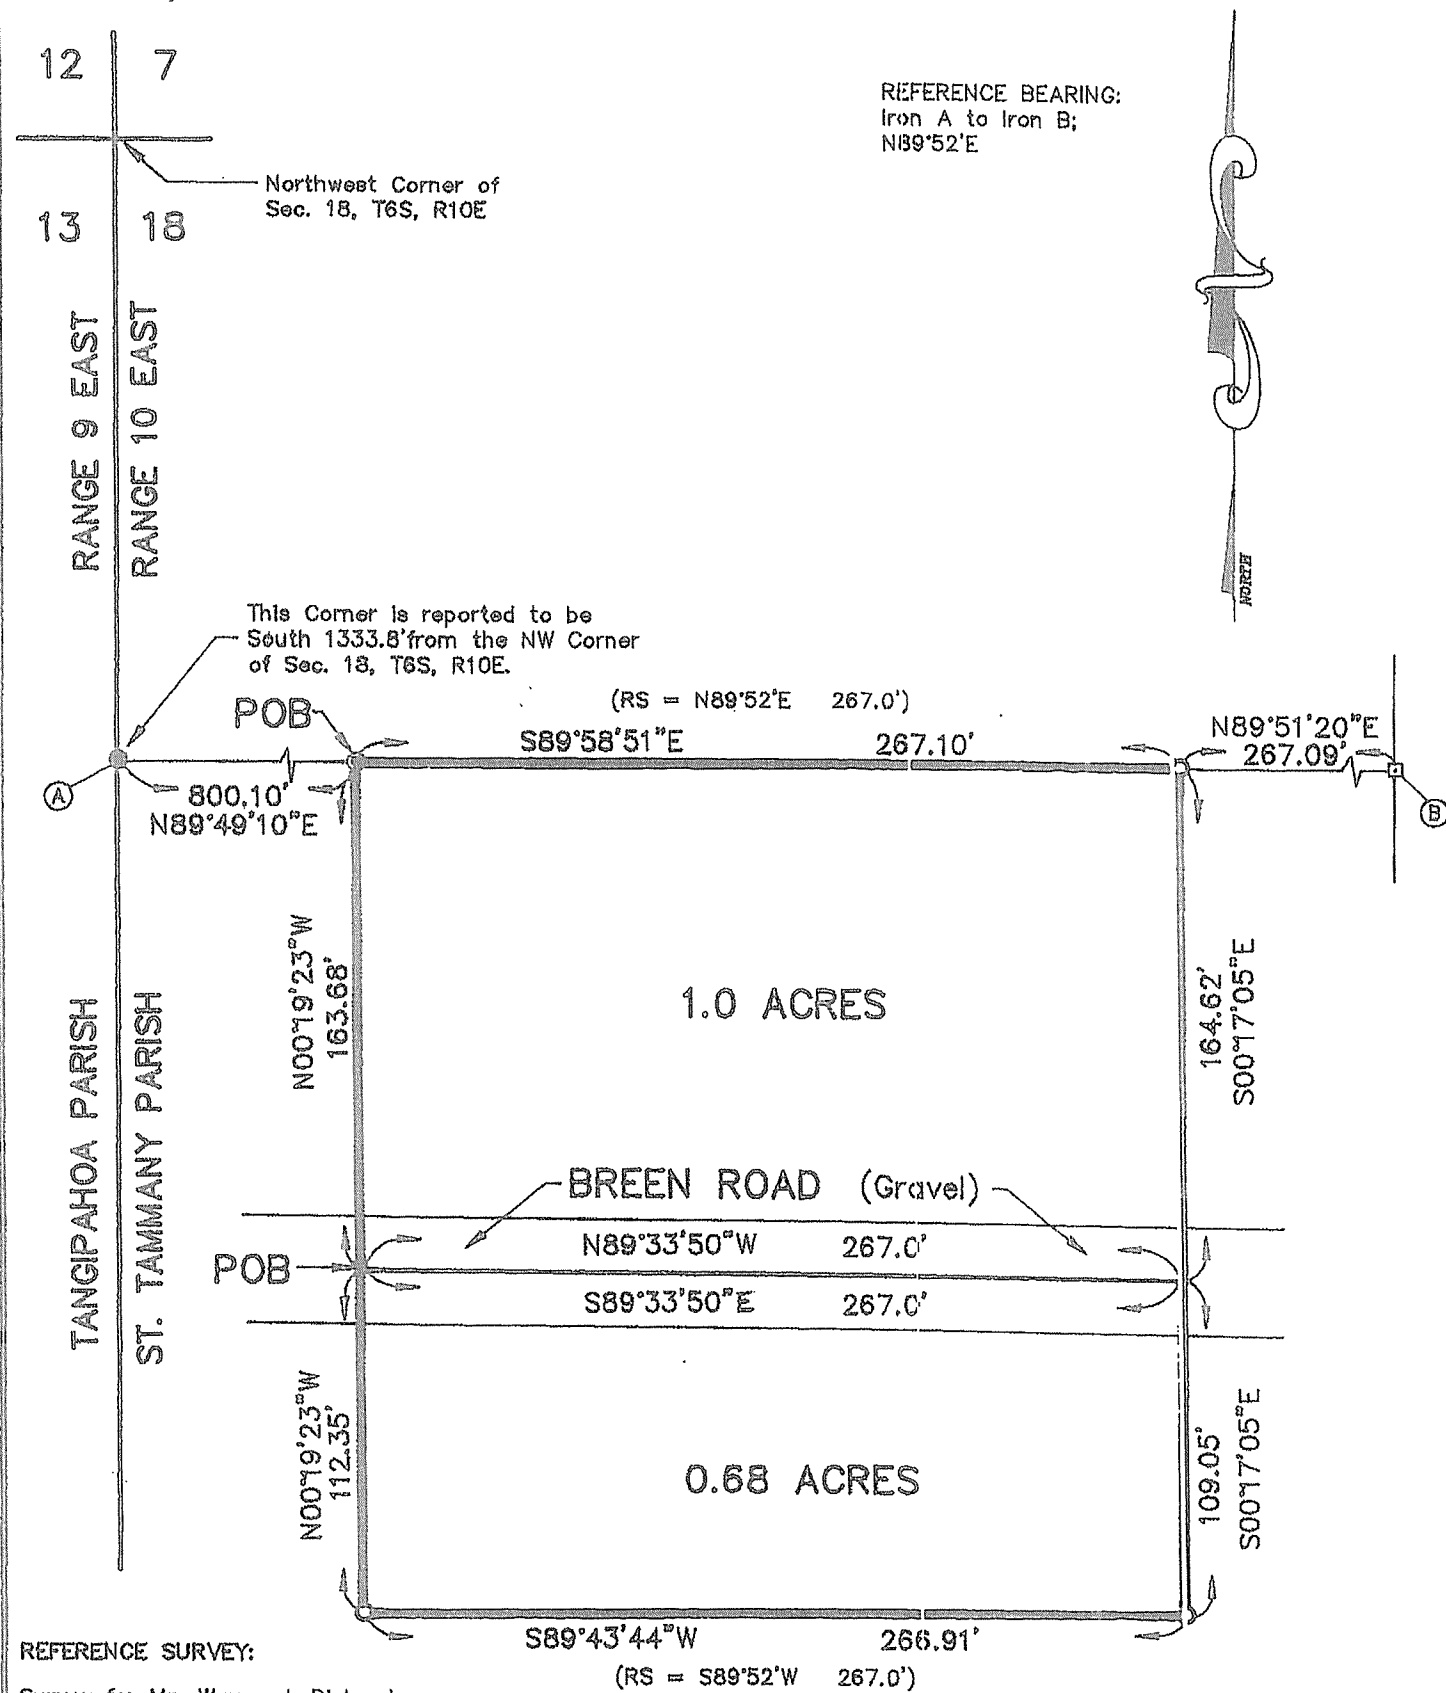 12 7
REFERENCE BEARING:
Iron A to Iron B;
N89°52'E
Northwest Corner of
Sec. 18, T6S, R10E
13 18
RANGE 9 EAST
RANGE 10 EAST
NORTH
This Corner is reported to be
South 1333.8' from the NW Corner
of Sec. 18, T6S, R10E.
(RS = N89°52'E 267.0')
POB
S89°58'51"E 267.10'
N89°51'20"E
267.09'
A
800.10'
N89°49'10"E
B
N00°19'23"W
163.68'
1.0 ACRES
164.62'
S00°17'05"E
TANGIPAHOA PARISH
ST. TAMMANY PARISH
BREEN ROAD (Gravel)
N89°33'50"W 267.0'
POB
S89°33'50"E 267.0'
N00°19'23"W
112.35'
0.68 ACRES
109.05'
S00°17'05"E
S89°43'44"W 266.91'
REFERENCE SURVEY:
(RS = S89°52'W 267.0')